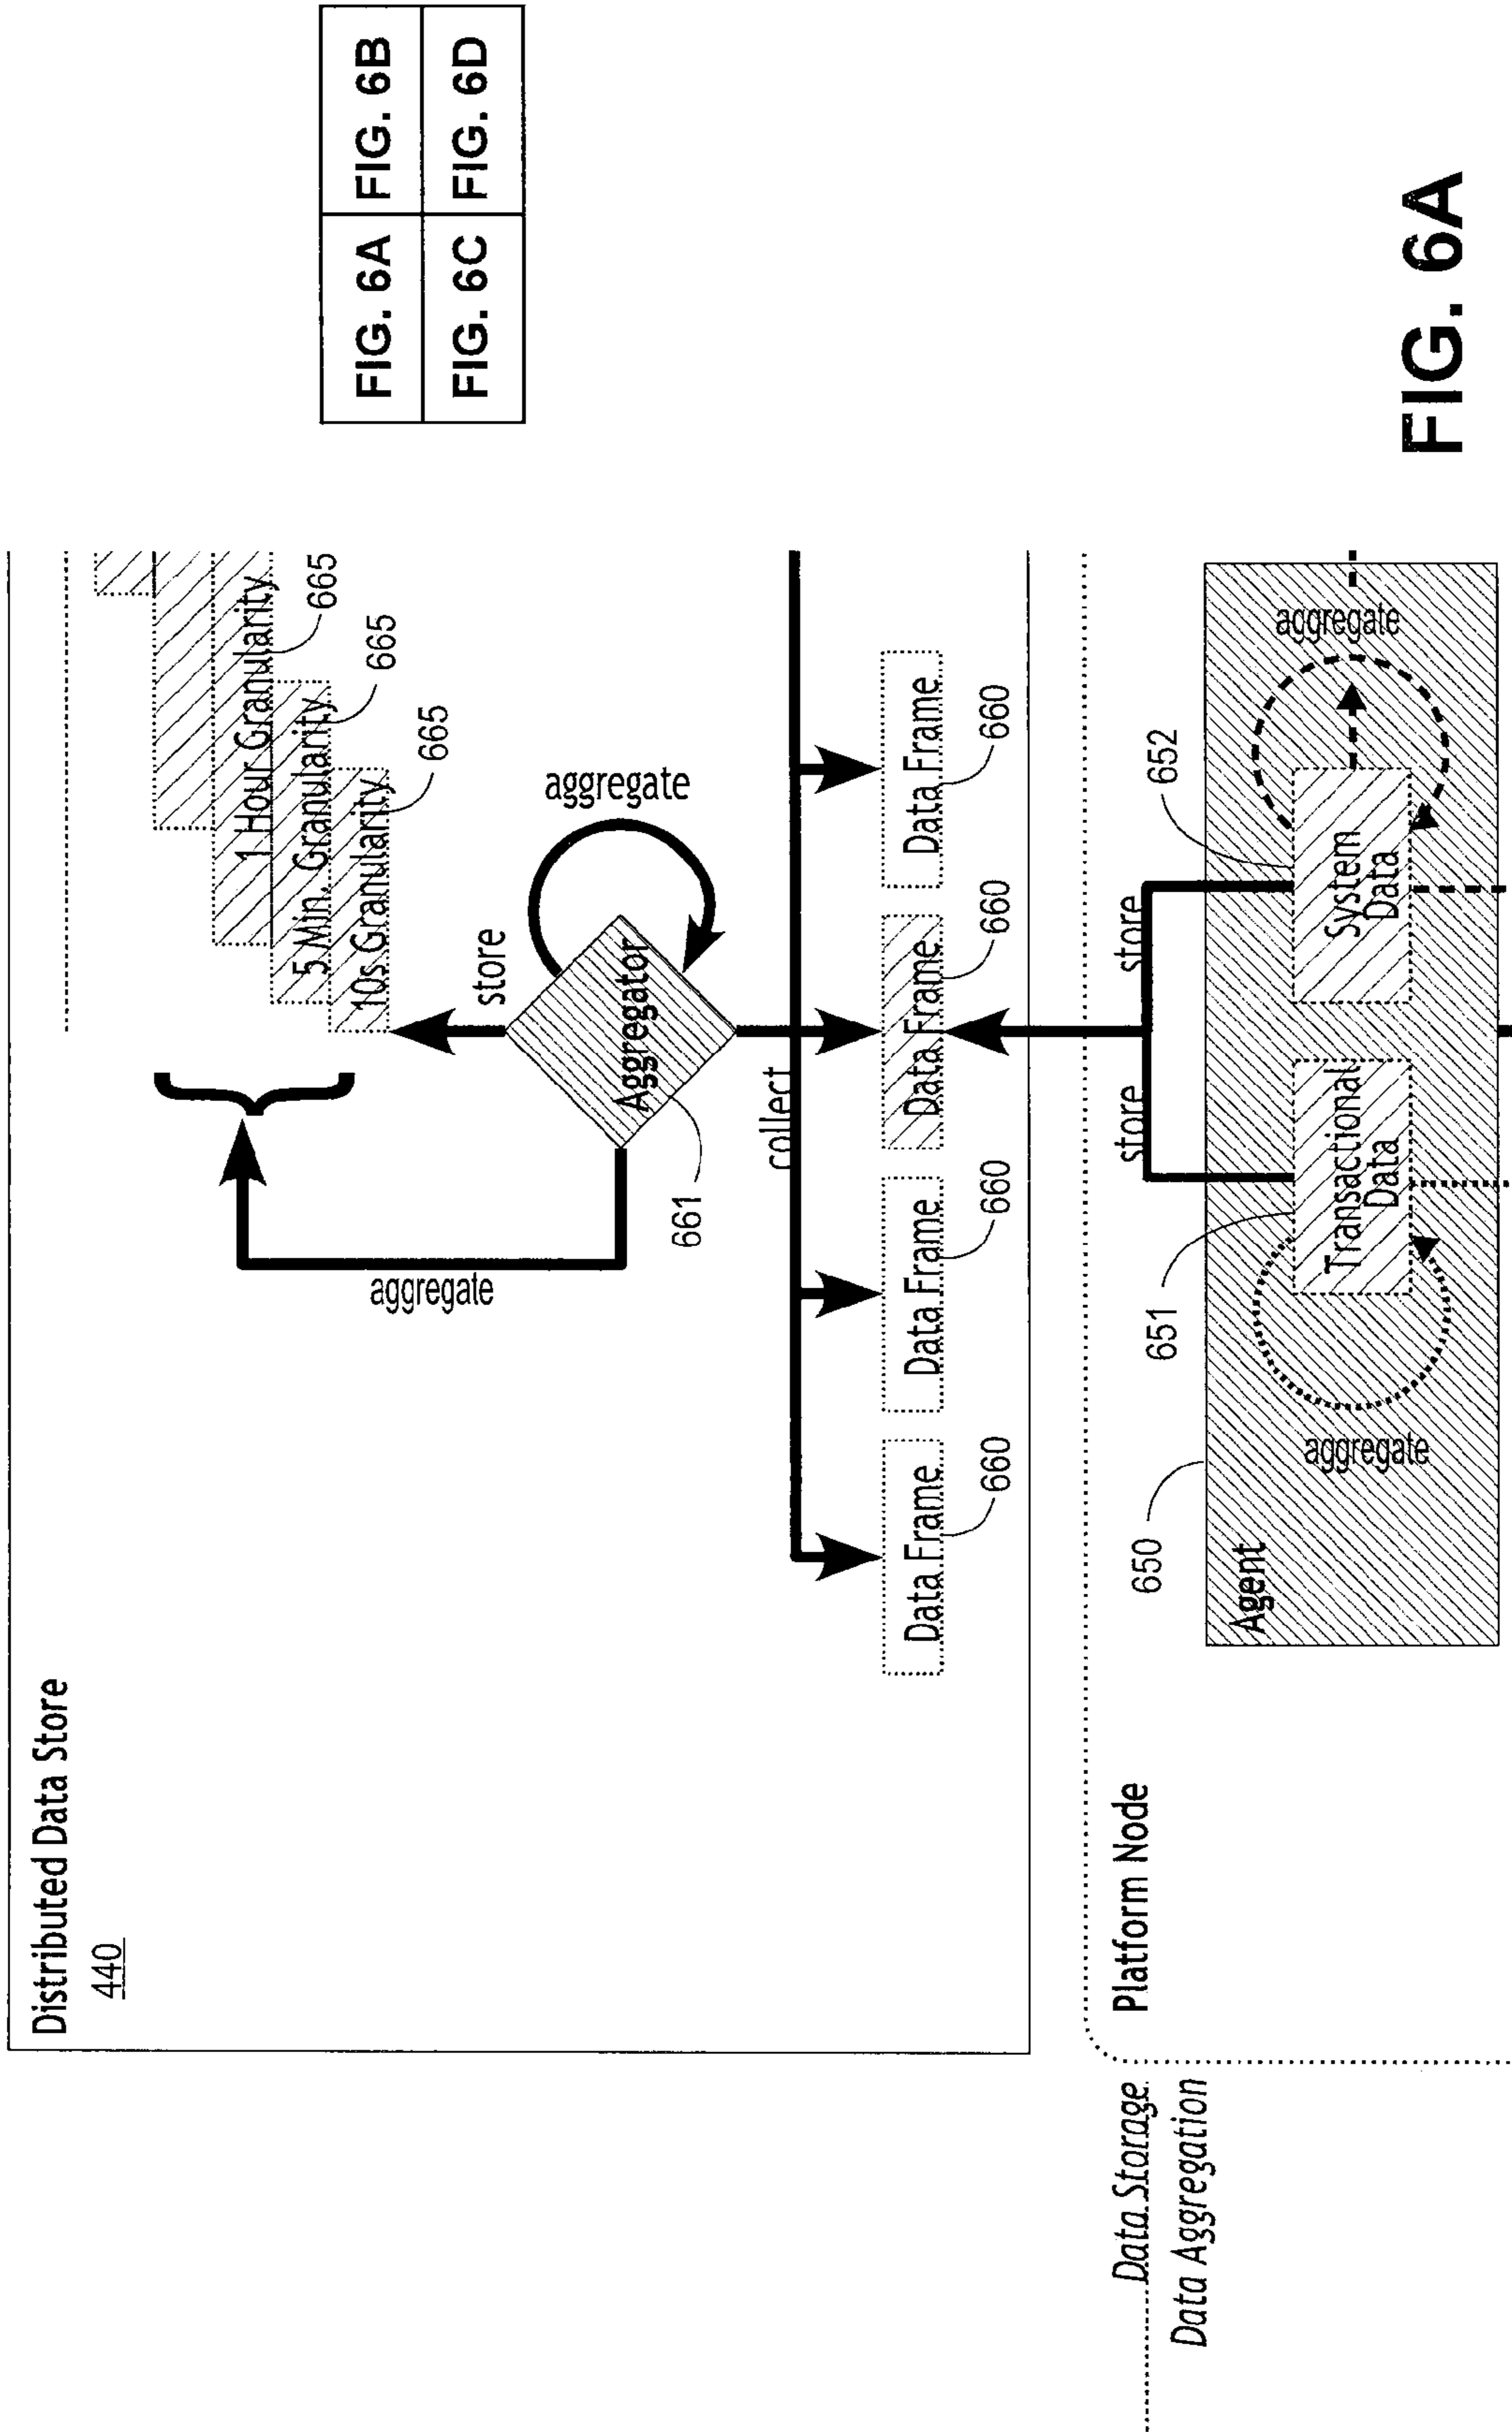 Distributed Data Store
440
1 Hour Granularity
665
5 Min. Granularity
665
10s Granularity
665
aggregate
store
aggregate
Aggregator
661
collect
Data Frame
Data Frame
Data Frame
Data Frame
660
660
660
660
Platform Node
Data Storage
Data Aggregation
store
store
650
651
652
Agent
aggregate
Transactional
Data
System
Data
aggregate
FIG. 6A
FIG. 6B
FIG. 6C
FIG. 6D
FIG. 6A